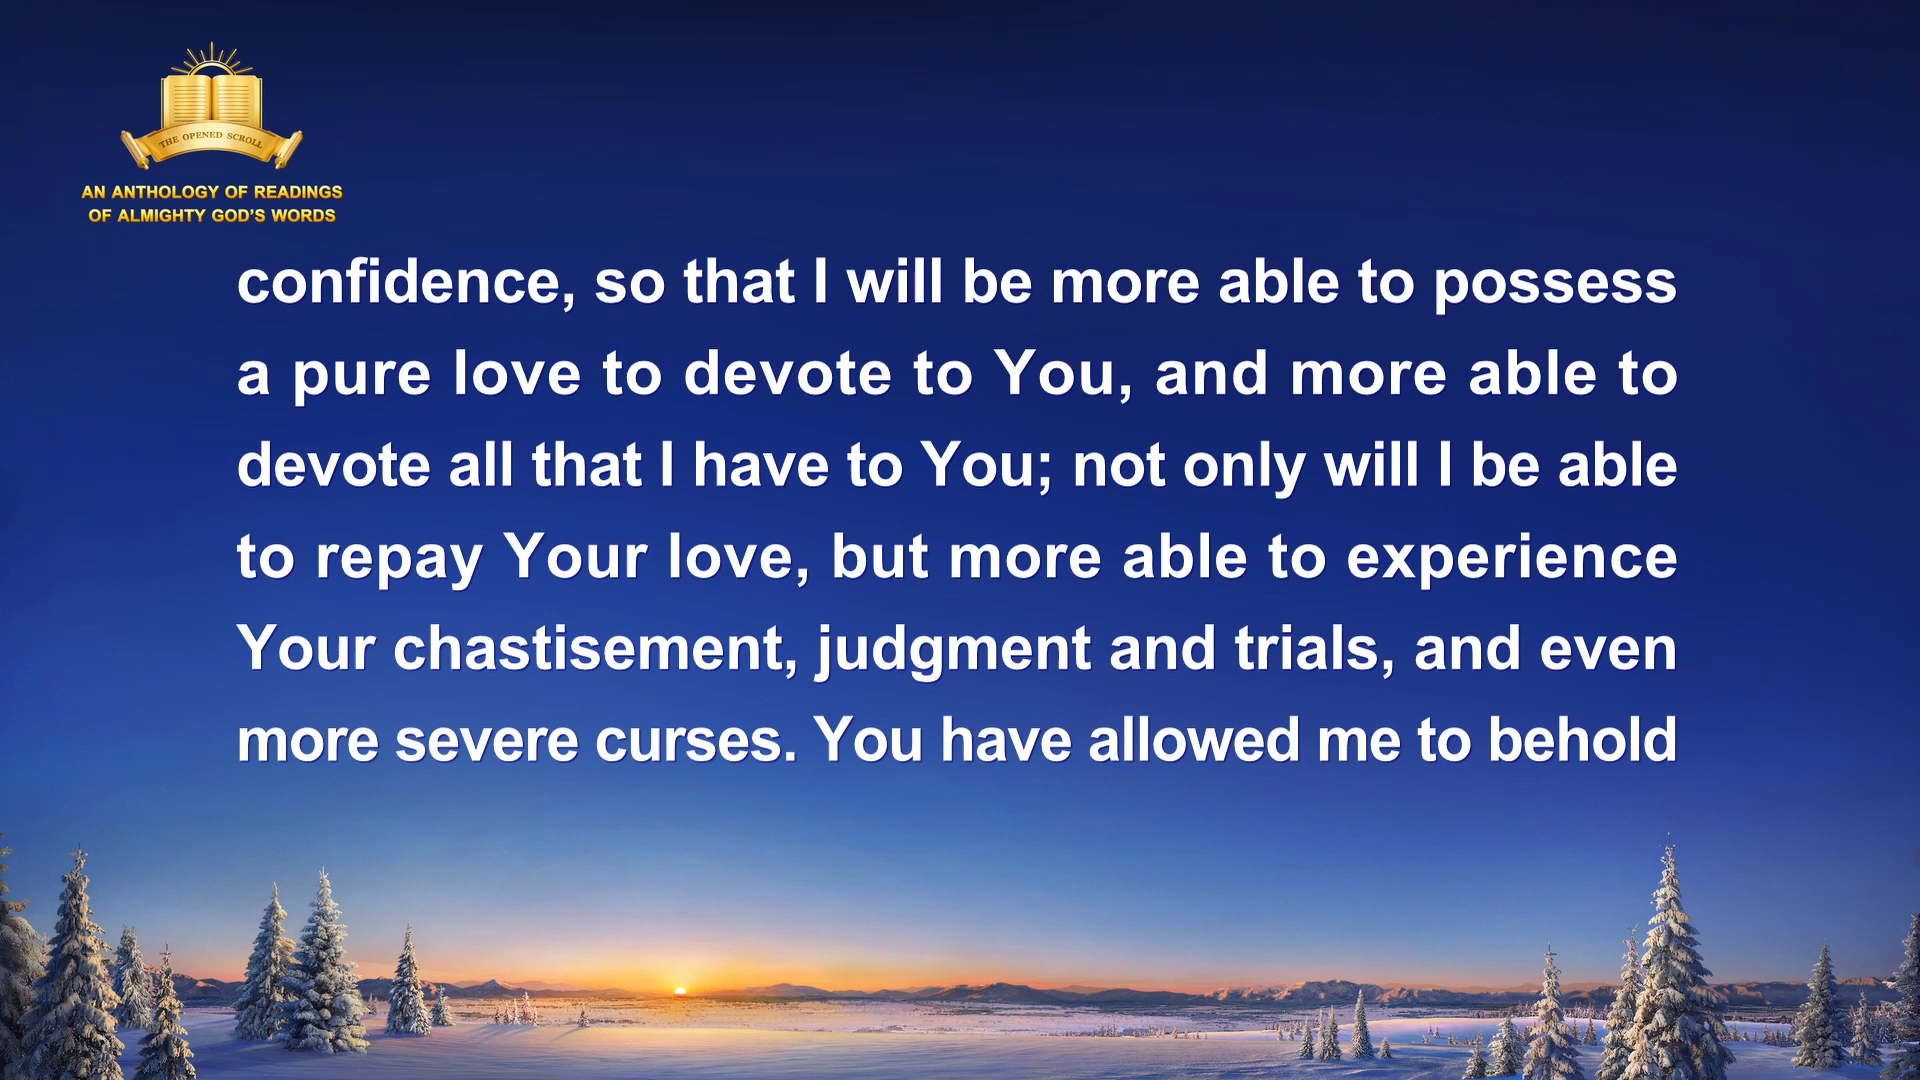 THE OPENED SCROLL
AN ANTHOLOGY OF READINGS
OF ALMIGHTY GOD'S WORDS
confidence, so that I will be more able to possess
a pure love to devote to You, and more able to
devote all that I have to You; not only will I be able
to repay Your love, but more able to experience
Your chastisement, judgment and trials, and even
more severe curses. You have allowed me to behold